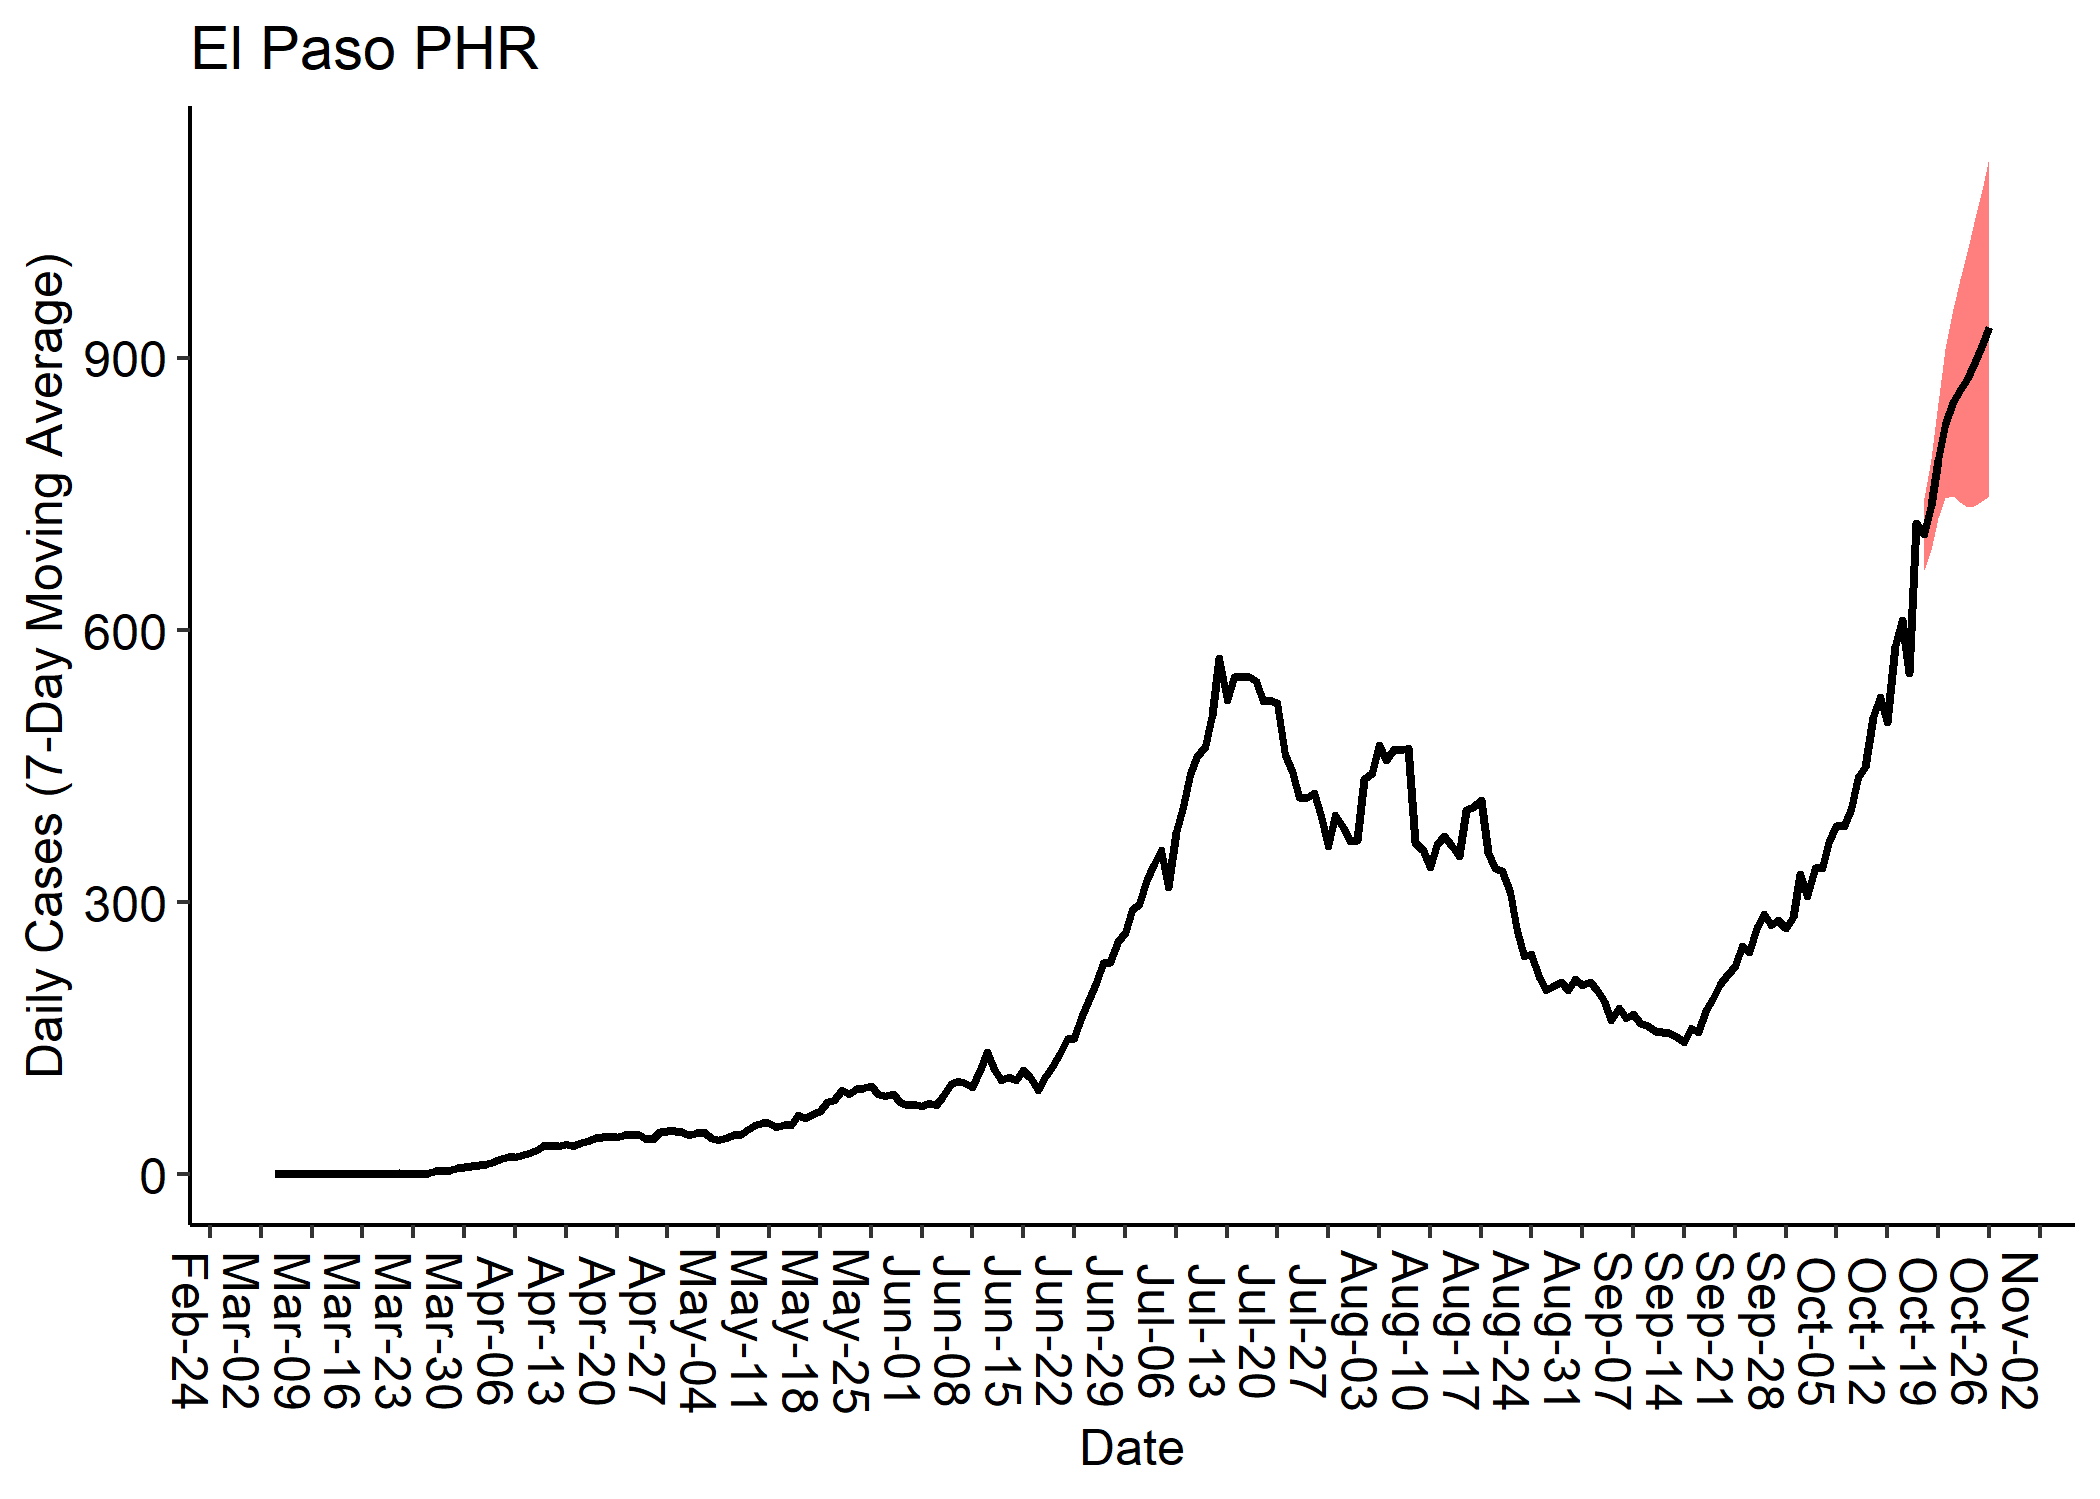 El Paso PHR
Daily Cases (7-Day Moving Average)
900
600
300
0
Feb-24
Mar-02
Mar-09
Mar-16
Mar-23
Mar-30
Apr-06
Apr-13
Apr-20
Apr-27
May-04
May-11
May-18
May-25
Jun-01
Jun-08
Jun-15
Jun-22
Jun-29
Jul-06
Jul-13
Jul-20
Jul-27
Aug-03
Aug-10
Aug-17
Aug-24
Aug-31
Sep-07
Sep-14
Sep-21
Sep-28
Oct-05
Oct-12
Oct-19
Oct-26
Nov-02
Date